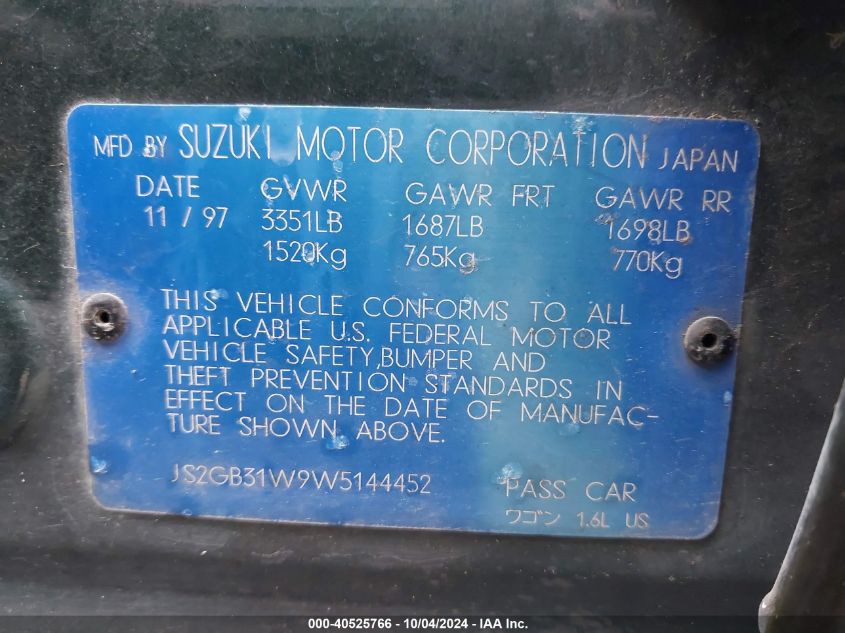 MFD BY SUZUKI MOTOR CORPORATION JAPAN
DATE GVWR GAWR FRT GAWR RR
11 / 97 3351LB 1687LB 1698LB
1520Kg 765Kg 770Kg
THIS VEHICLE CONFORMS TO ALL
APPLICABLE U.S. FEDERAL MOTOR
VEHICLE SAFETY,BUMPER AND
THEFT PREVENTION STANDARDS IN
EFFECT ON THE DATE OF MANUFAC-
TURE SHOWN ABOVE.
JS2GB31W9W5144452 PASS CAR
ワゴン 1.6L US
000-40525766 - 10/04/2024 - IAA Inc.